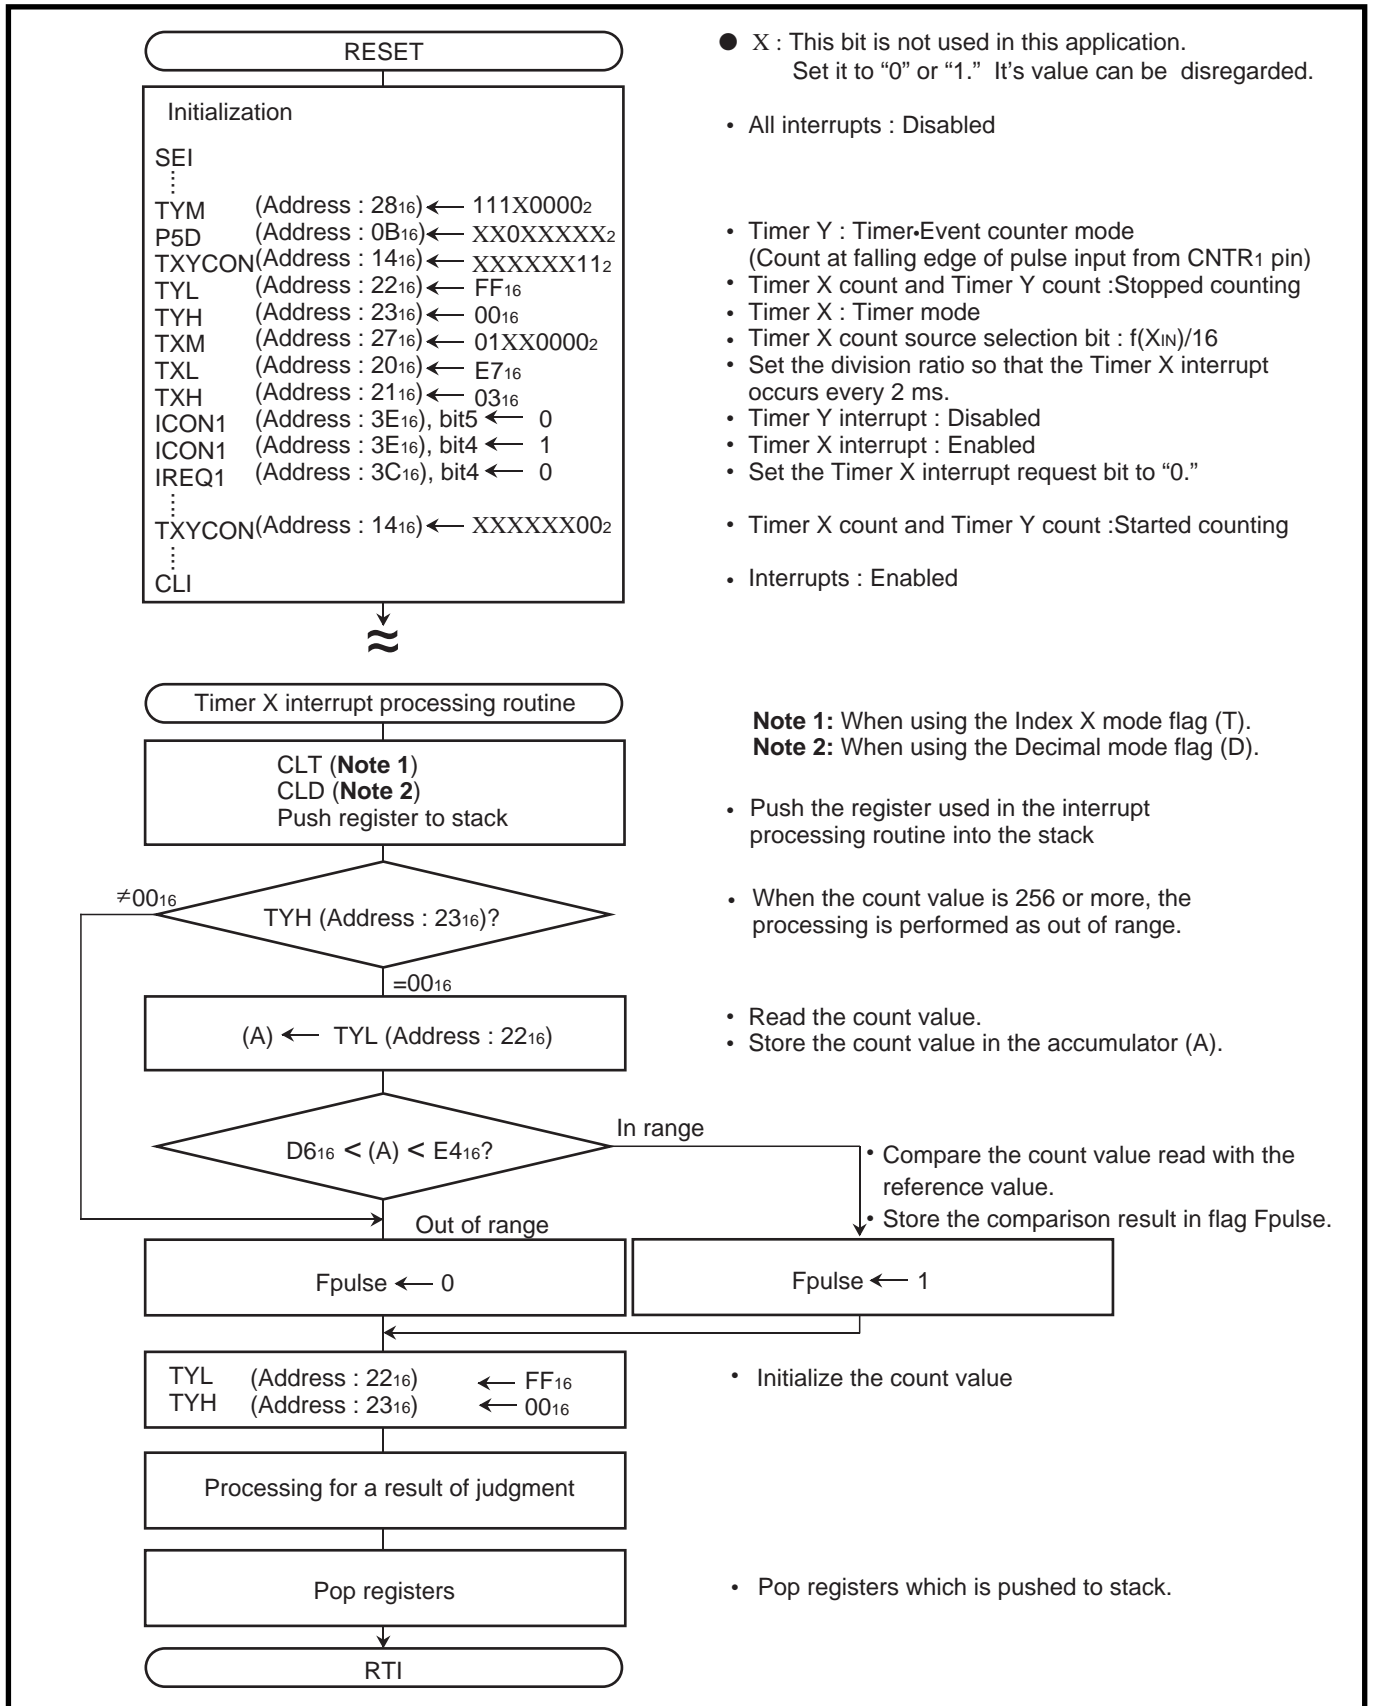 RESET
● X : This bit is not used in this application.
Set it to “0” or “1.” It’s value can be disregarded.
Initialization
• All interrupts : Disabled
SEI
TYM (Address : 2816) ← 111X00002
P5D (Address : 0B16) ← XX0XXXXX2
TXYCON (Address : 1416) ← XXXXXX112
TYL (Address : 2216) ← FF16
TYH (Address : 2316) ← 0016
TXM (Address : 2716) ← 01XX00002
TXL (Address : 2016) ← E716
TXH (Address : 2116) ← 0316
ICON1 (Address : 3E16), bit5 ← 0
ICON1 (Address : 3E16), bit4 ← 1
IREQ1 (Address : 3C16), bit4 ← 0
TXYCON (Address : 1416) ← XXXXXX002
CLI
• Timer Y : Timer•Event counter mode
(Count at falling edge of pulse input from CNTR1 pin)
• Timer X count and Timer Y count :Stopped counting
• Timer X : Timer mode
• Timer X count source selection bit : f(XIN)/16
• Set the division ratio so that the Timer X interrupt
occurs every 2 ms.
• Timer Y interrupt : Disabled
• Timer X interrupt : Enabled
• Set the Timer X interrupt request bit to “0.”
• Timer X count and Timer Y count :Started counting
• Interrupts : Enabled
≈
Timer X interrupt processing routine
Note 1: When using the Index X mode flag (T).
Note 2: When using the Decimal mode flag (D).
CLT (Note 1)
CLD (Note 2)
Push register to stack
• Push the register used in the interrupt
processing routine into the stack
≠0016
TYH (Address : 2316)?
• When the count value is 256 or more, the
processing is performed as out of range.
=0016
(A) ← TYL (Address : 2216)
• Read the count value.
• Store the count value in the accumulator (A).
D616 < (A) < E416?
In range
• Compare the count value read with the
reference value.
• Store the comparison result in flag Fpulse.
Out of range
Fpulse ← 0
Fpulse ← 1
TYL (Address : 2216) ← FF16
TYH (Address : 2316) ← 0016
• Initialize the count value
Processing for a result of judgment
Pop registers
• Pop registers which is pushed to stack.
RTI